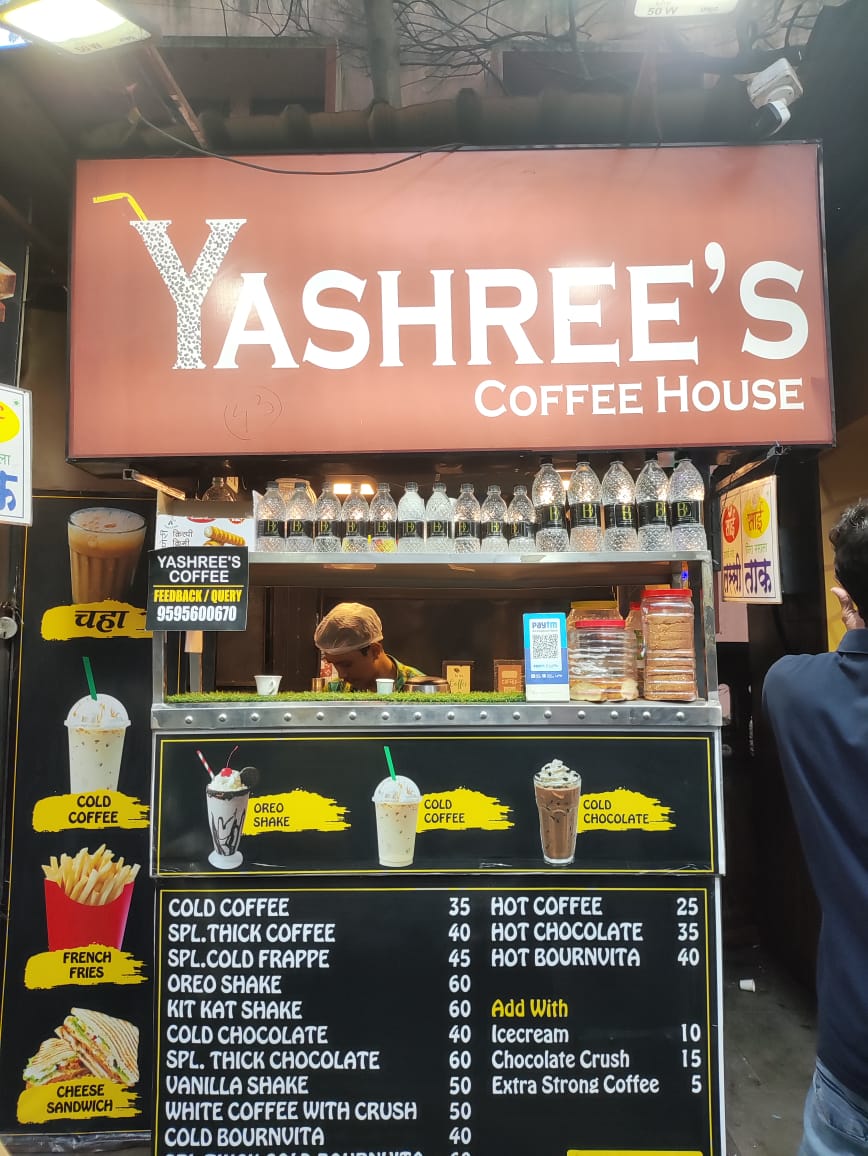 50 W
50 W
YASHREE'S
COFFEE HOUSE
43
YASHREE'S
COFFEE
FEEDBACK / QUERY
9595600670
ताई
ताक
paytm
चहा
COLD
COFFEE
FRENCH
FRIES
CHEESE
SANDWICH
OREO
SHAKE
COLD
COFFEE
COLD
CHOCOLATE
COLD COFFEE 35
SPL.THICK COFFEE 40
SPL.COLD FRAPPE 45
OREO SHAKE 60
KIT KAT SHAKE 60
COLD CHOCOLATE 40
SPL. THICK CHOCOLATE 60
VANILLA SHAKE 50
WHITE COFFEE WITH CRUSH 50
COLD BOURNVITA 40
HOT COFFEE 25
HOT CHOCOLATE 35
HOT BOURNVITA 40
Add With
Icecream 10
Chocolate Crush 15
Extra Strong Coffee 5